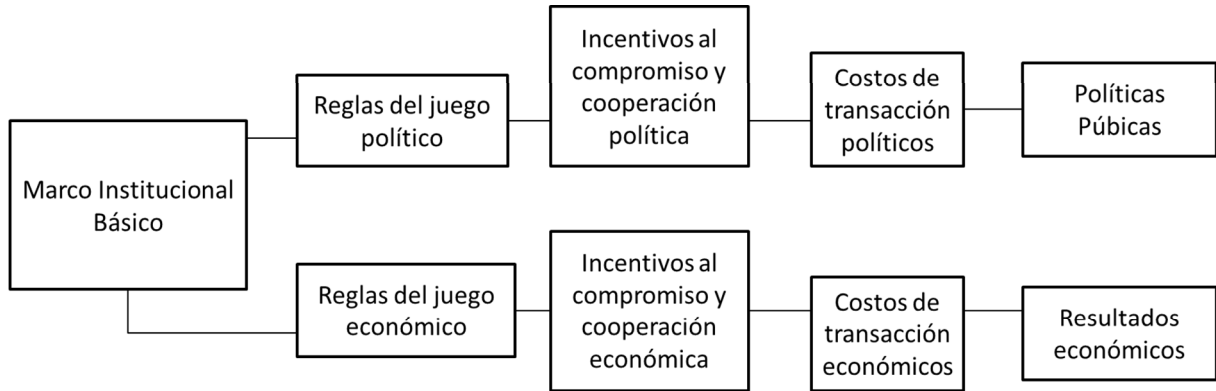 Marco Institucional
Básico
Reglas del juego
político
Incentivos al
compromiso y
cooperación
política
Costos de
transacción
políticos
Políticas
Púbicas
Reglas del juego
económico
Incentivos al
compromiso y
cooperación
económica
Costos de
transacción
económicos
Resultados
económicos